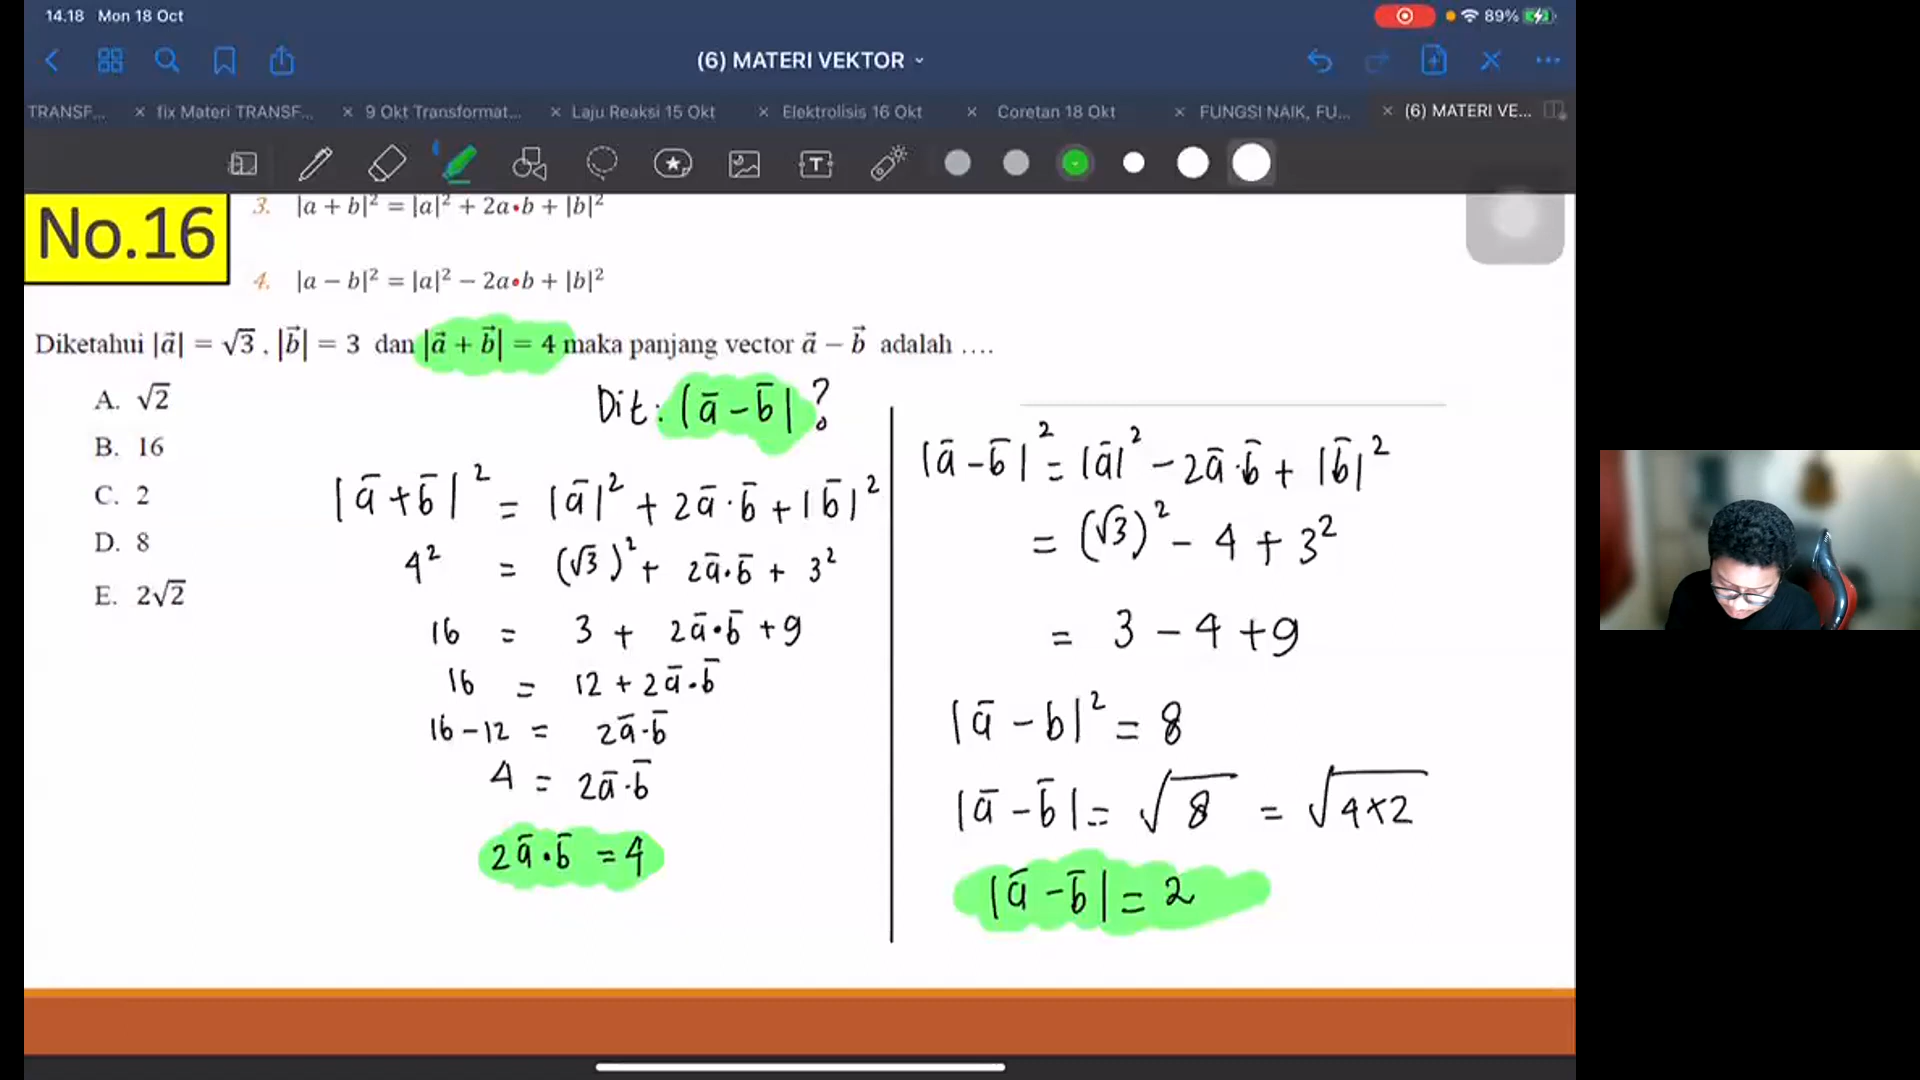 14.18 Mon 18 Oct
89%
(6) MATERI VEKTOR
TRANSF...
fix Materi TRANSF...
9 Okt Transformat...
Laju Reaksi 15 Okt
Elektrolisis 16 Okt
Coretan 18 Okt
FUNGSI NAIK, FU...
(6) MATERI VE...
No.16
3. |a + b|² = |a|² + 2a•b + |b|²
4. |a − b|² = |a|² − 2a•b + |b|²
Diketahui |a⃗| = √3 , |b⃗| = 3 dan |a⃗ + b⃗| = 4 maka panjang vector a⃗ − b⃗ adalah ....
A. √2
B. 16
C. 2
D. 8
E. 2√2
Dit: |ā − b̄| ?
|ā + b̄|² = |ā|² + 2ā·b̄ + |b̄|²
4² = (√3)² + 2ā·b̄ + 3²
16 = 3 + 2ā·b̄ + 9
16 = 12 + 2ā·b̄
16 − 12 = 2ā·b̄
4 = 2ā·b̄
2ā·b̄ = 4
|ā − b̄|² = |ā|² − 2ā·b̄ + |b̄|²
= (√3)² − 4 + 3²
= 3 − 4 + 9
|ā − b|² = 8
|ā − b̄| = √8 = √4×2
|ā − b̄| = 2